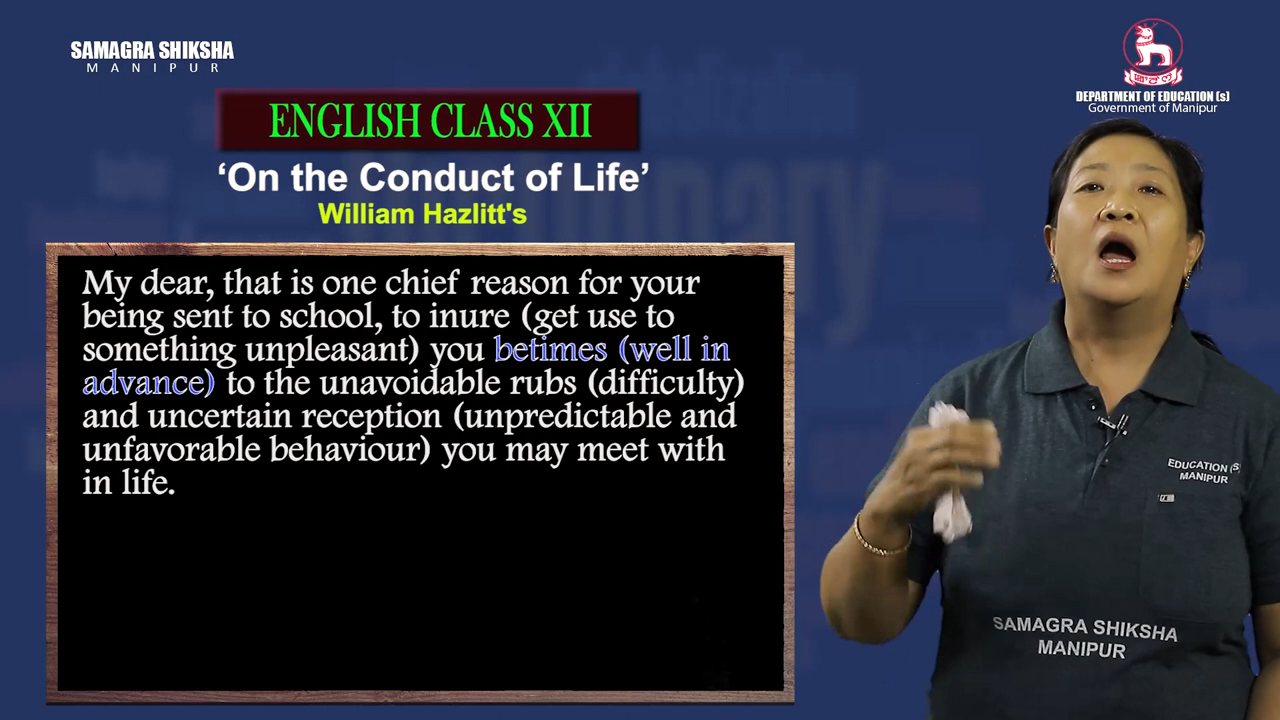 SAMAGRA SHIKSHA
MANIPUR
DEPARTMENT OF EDUCATION (s)
Government of Manipur
ENGLISH CLASS XII
‘On the Conduct of Life’
William Hazlitt's
My dear, that is one chief reason for your
being sent to school, to inure (get use to
something unpleasant) you betimes (well in
advance) to the unavoidable rubs (difficulty)
and uncertain reception (unpredictable and
unfavorable behaviour) you may meet with
in life.
EDUCATION (S)
MANIPUR
SAMAGRA SHIKSHA
MANIPUR